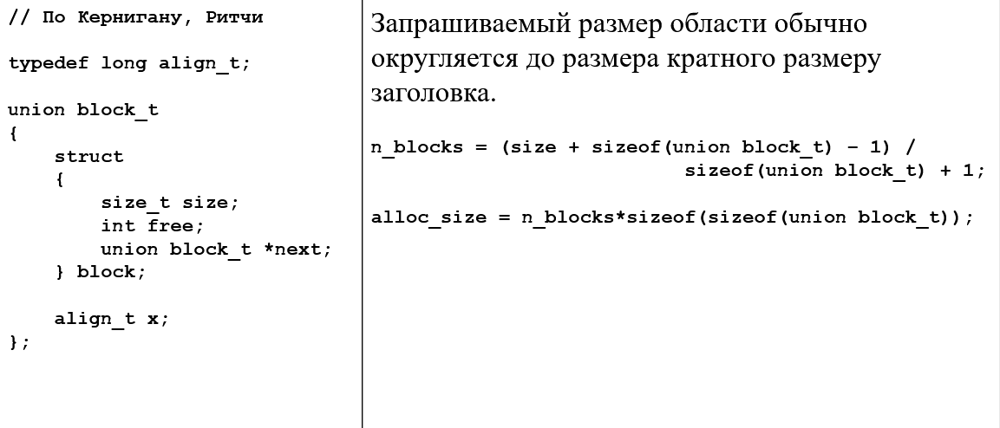 // По Кернигану, Ритчи
typedef long align_t;
union block_t
{
    struct
    {
        size_t size;
        int free;
        union block_t *next;
    } block;
    align_t x;
};
Запрашиваемый размер области обычно
округляется до размера кратного размеру
заголовка.
n_blocks = (size + sizeof(union block_t) – 1) /
sizeof(union block_t) + 1;
alloc_size = n_blocks*sizeof(sizeof(union block_t));